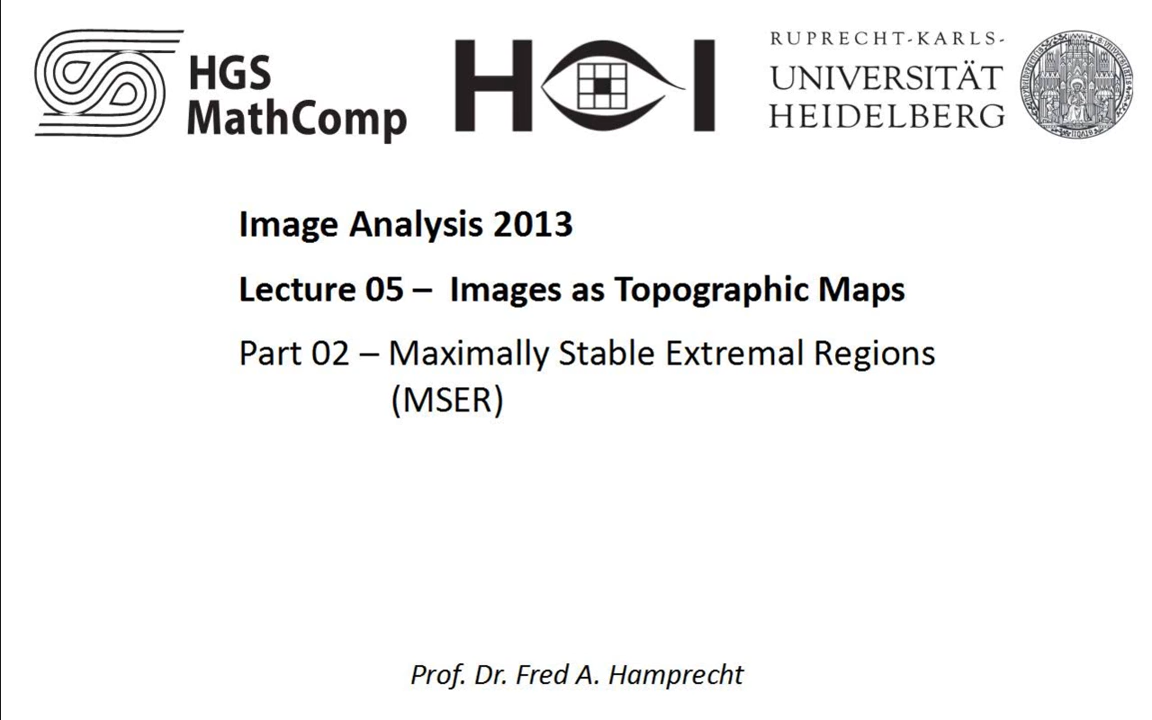 HGS
MathComp
HCI
RUPRECHT-KARLS-
UNIVERSITÄT
HEIDELBERG
Image Analysis 2013
Lecture 05 – Images as Topographic Maps
Part 02 – Maximally Stable Extremal Regions
(MSER)
Prof. Dr. Fred A. Hamprecht